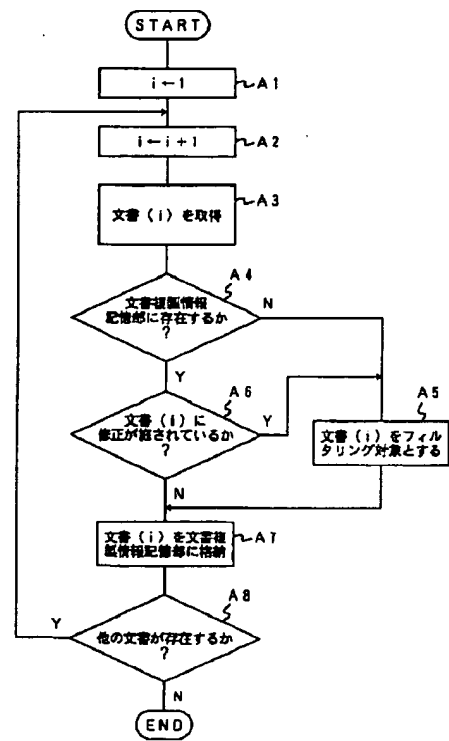 START
i←1
A1
i←i+1
A2
文書(i)を取得
A3
A4
文書複製情報
記憶部に存在するか
?
N
Y
A6
文書(i)に
修正が施されているか
?
Y
N
A5
文書(i)をフィル
タリング対象とする
文書(i)を文書複
製情報記憶部に格納
A7
A8
他の文書が存在するか
?
Y
N
END